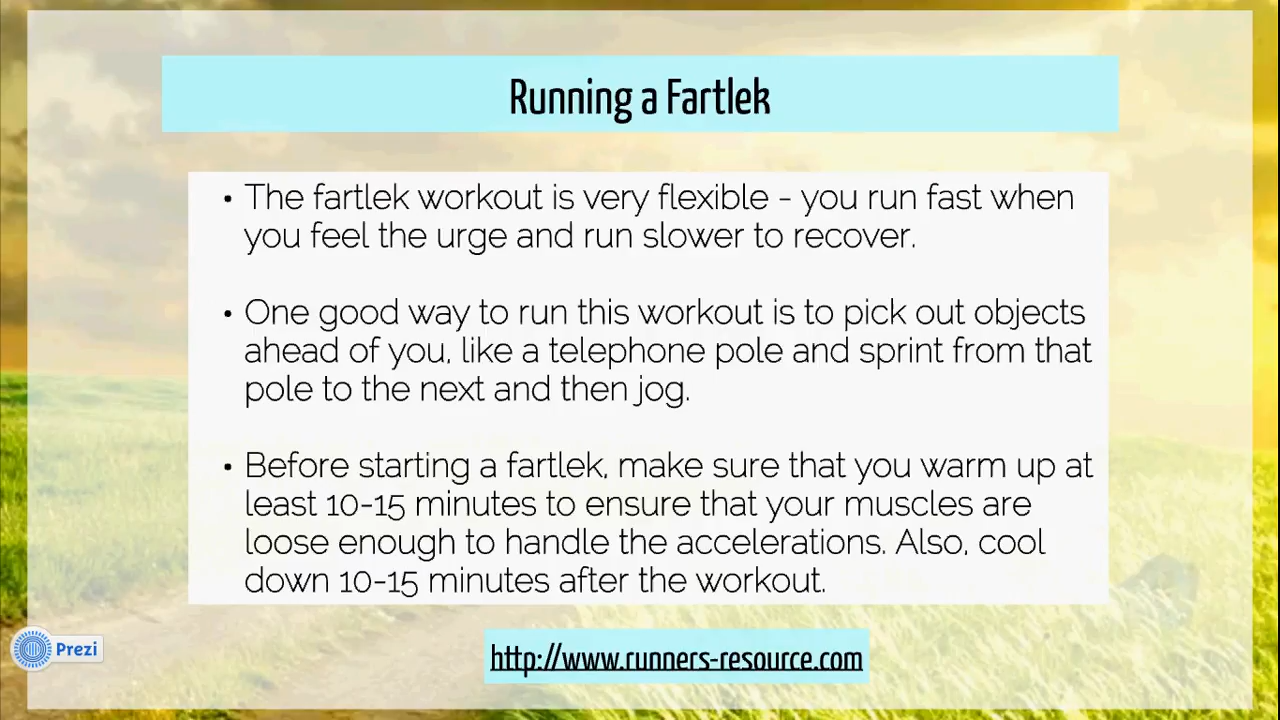 Running a Fartlek
• The fartlek workout is very flexible - you run fast when
you feel the urge and run slower to recover.
• One good way to run this workout is to pick out objects
ahead of you, like a telephone pole and sprint from that
pole to the next and then jog.
• Before starting a fartlek, make sure that you warm up at
least 10-15 minutes to ensure that your muscles are
loose enough to handle the accelerations. Also, cool
down 10-15 minutes after the workout.
Prezi
http://www.runners-resource.com